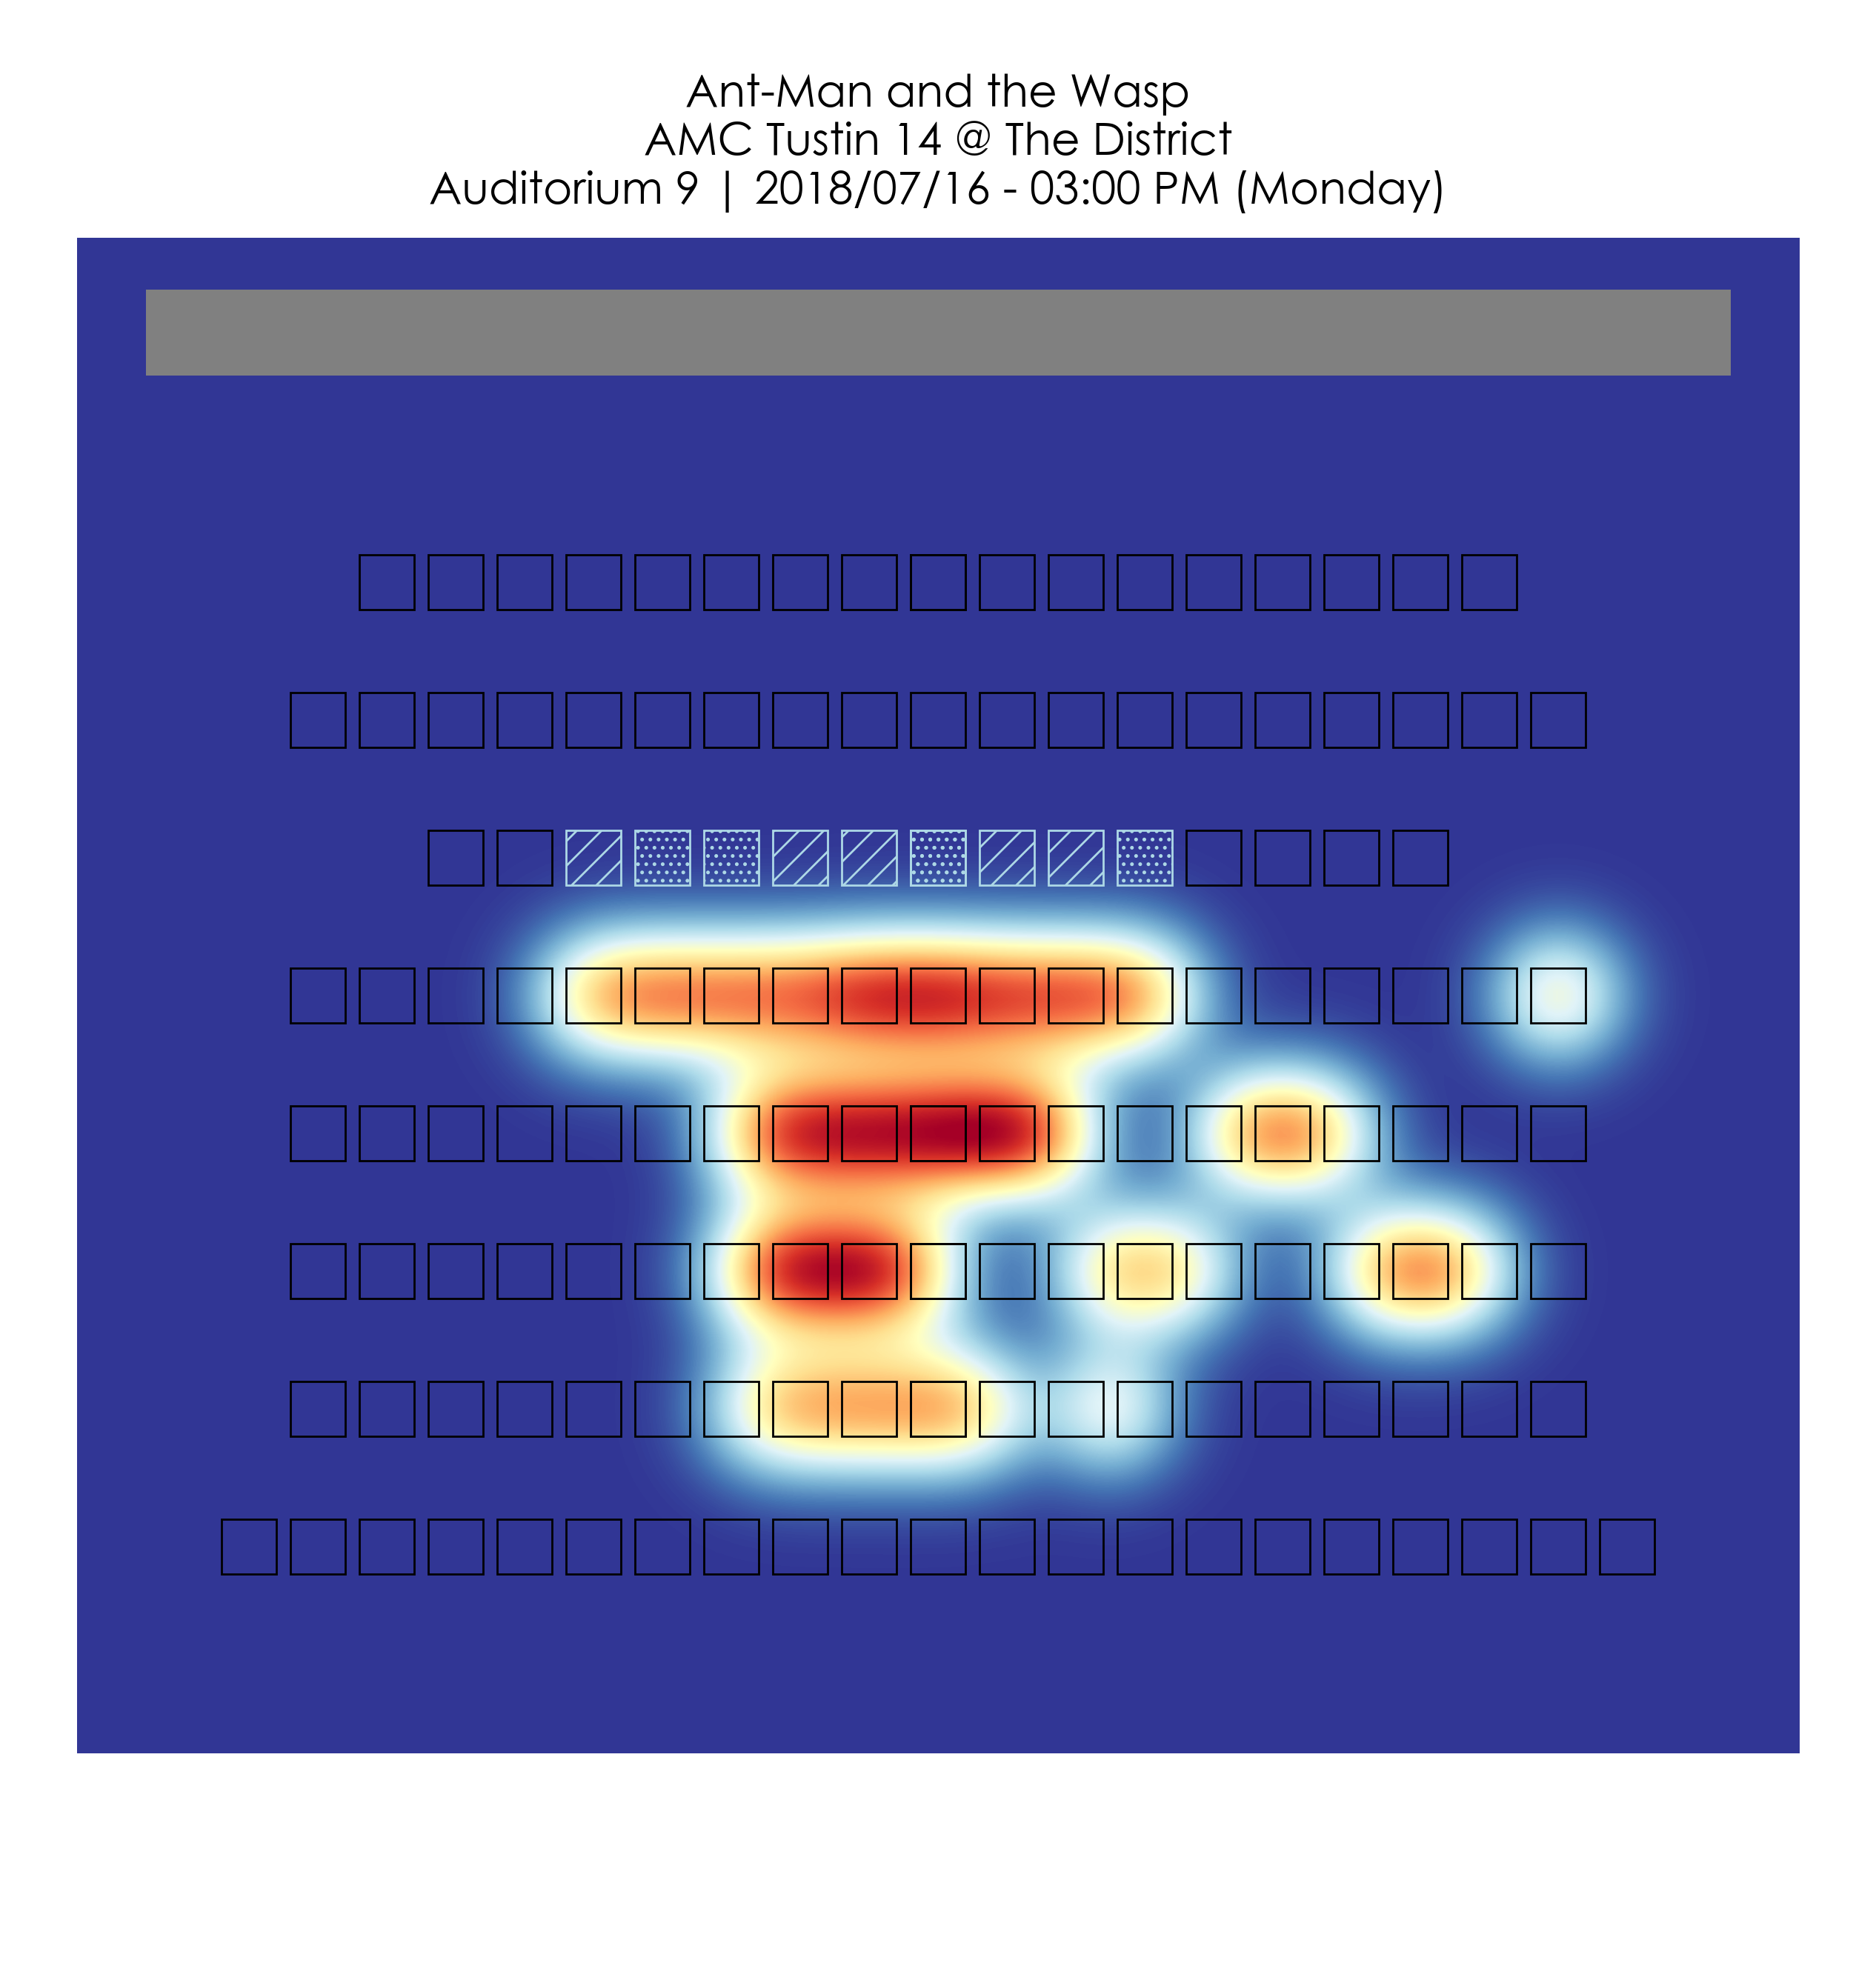 Ant-Man and the Wasp
AMC Tustin 14 @ The District
Auditorium 9 | 2018/07/16 - 03:00 PM (Monday)